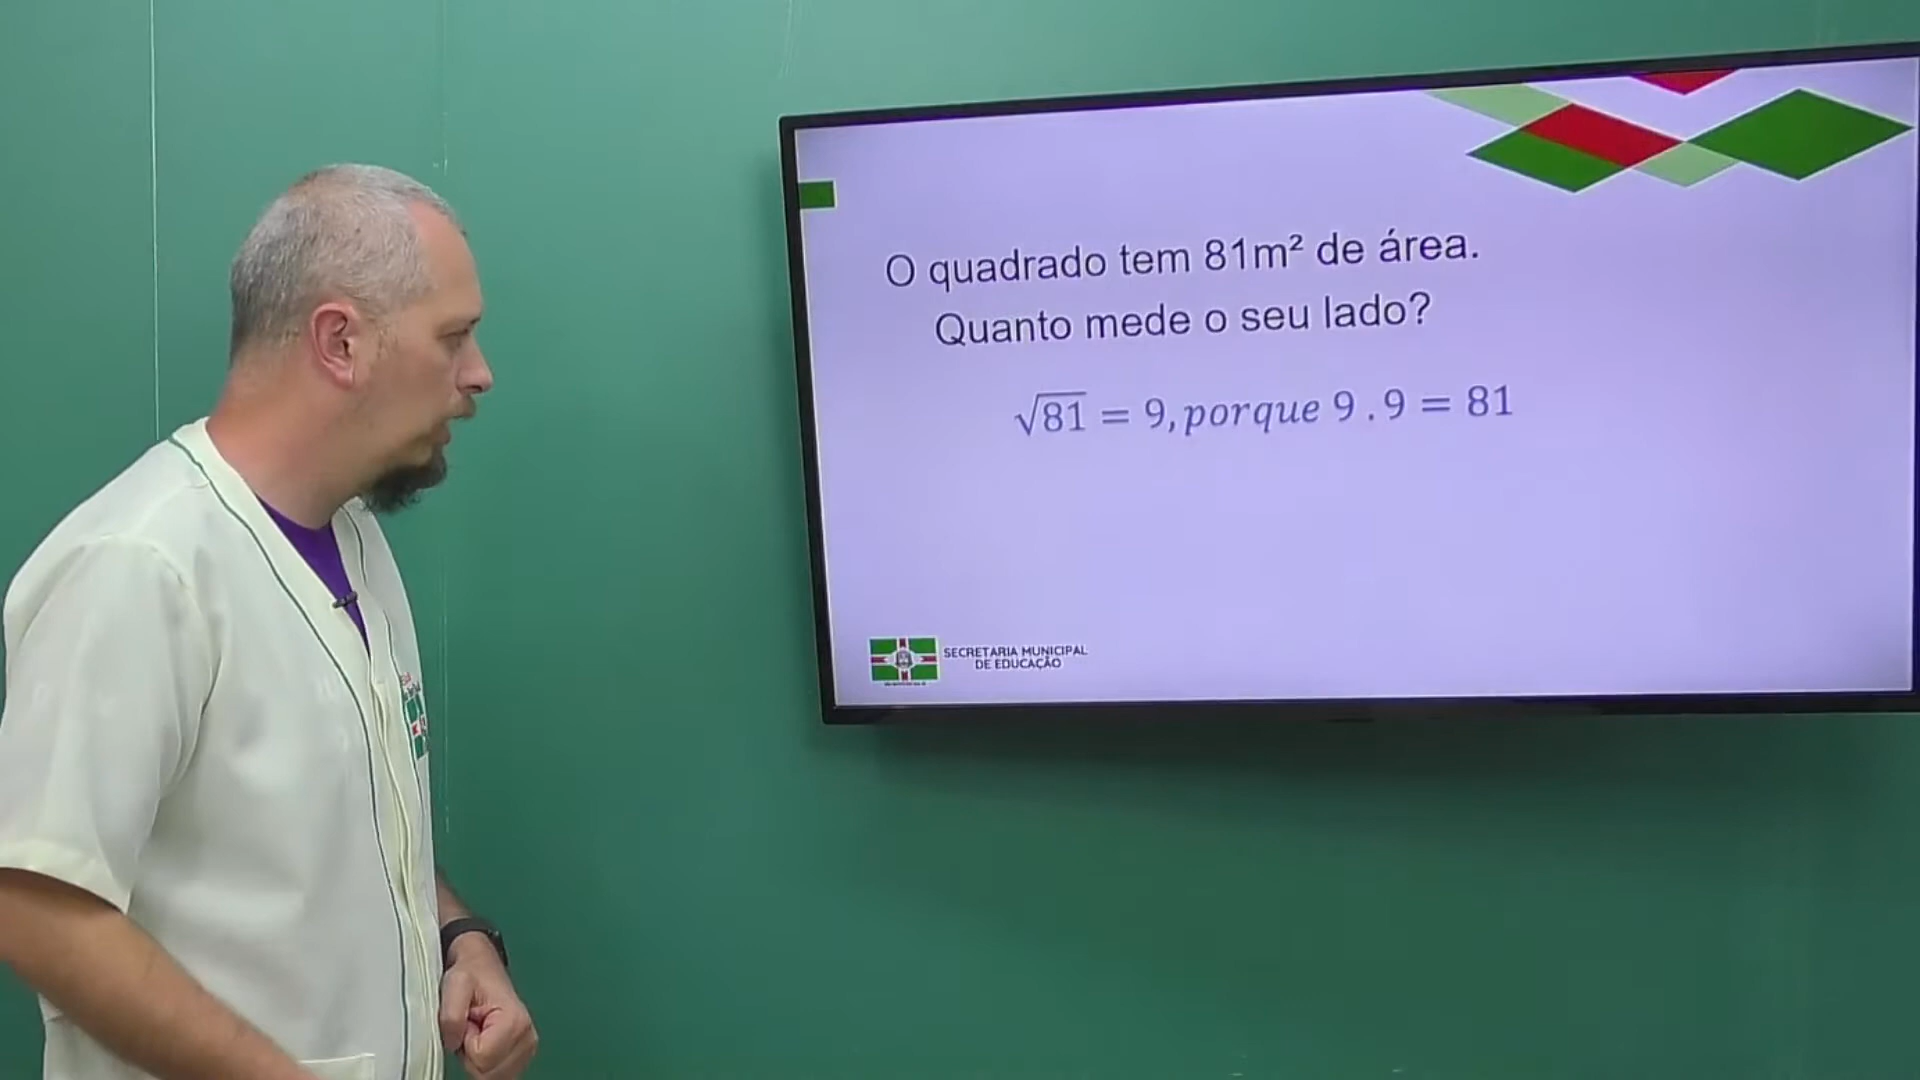 O quadrado tem 81m² de área.
Quanto mede o seu lado?
√81 = 9, porque 9 . 9 = 81
SECRETARIA MUNICIPAL
DE EDUCAÇÃO